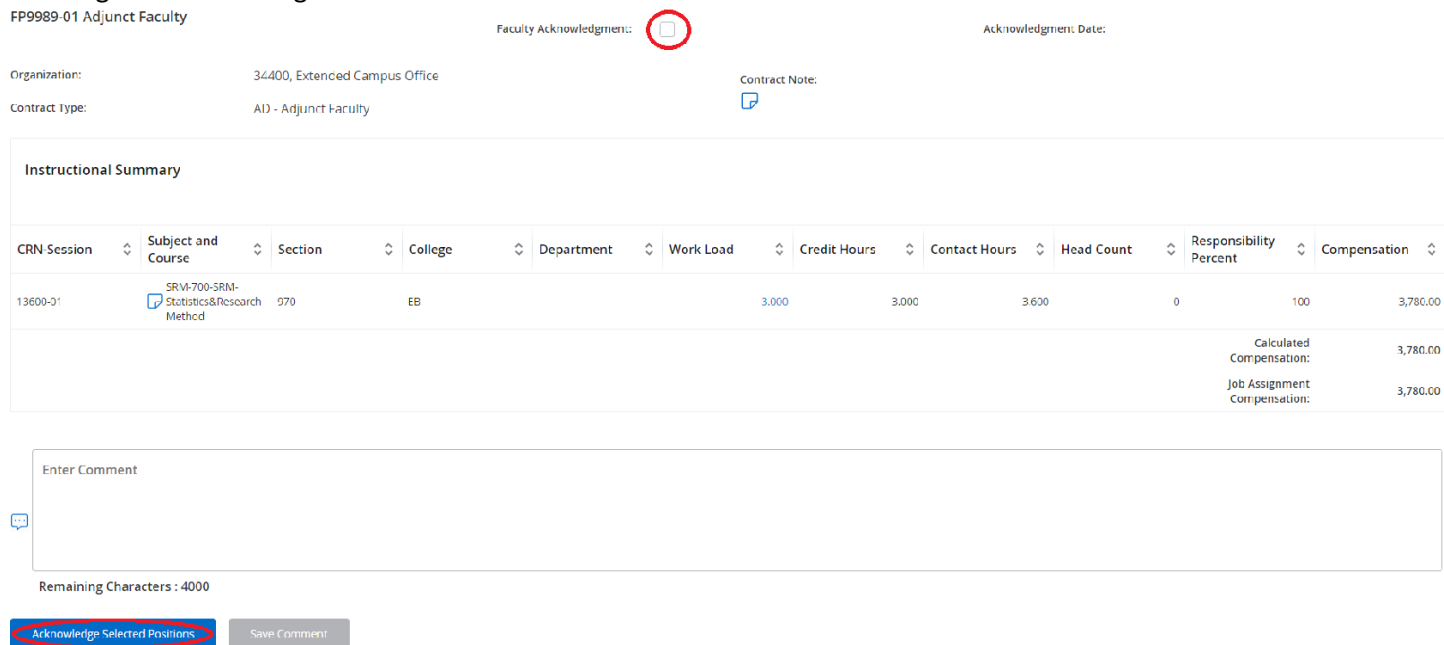 FP9989-01 Adjunct Faculty
Faculty Acknowledgment:
Acknowledgment Date:
Organization:
34400, Extended Campus Office
Contract Note:
Contract Type:
AD - Adjunct Faculty
Instructional Summary
CRN-Session
Subject and
Course
Section
College
Department
Work Load
Credit Hours
Contact Hours
Head Count
Responsibility
Percent
Compensation
13600-01
SRM-700-SRM-
Statistics&Research
Method
970
EB
3.000
3.000
3.600
0
100
3,780.00
Calculated
Compensation:
3,780.00
Job Assignment
Compensation:
3,780.00
Enter Comment
Remaining Characters : 4000
Acknowledge Selected Positions
Save Comment